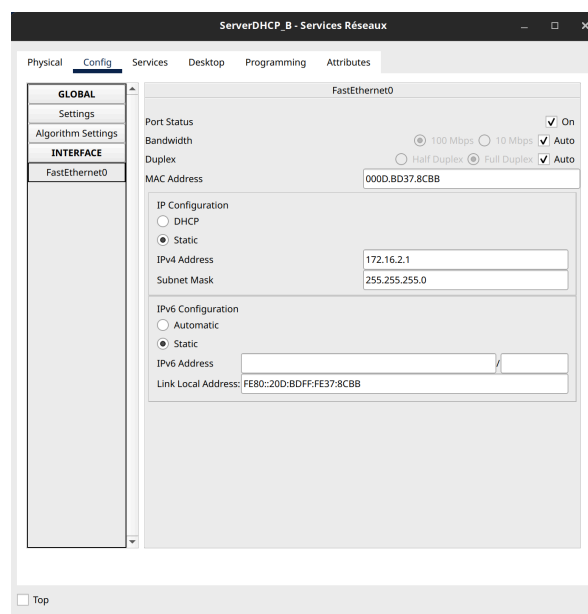 ServerDHCP_B - Services Réseaux
Physical Config Services Desktop Programming Attributes
GLOBAL
Settings
Algorithm Settings
INTERFACE
FastEthernet0
FastEthernet0
Port Status On
Bandwidth 100 Mbps 10 Mbps Auto
Duplex Half Duplex Full Duplex Auto
MAC Address 000D.BD37.8CBB
IP Configuration
DHCP
Static
IPv4 Address 172.16.2.1
Subnet Mask 255.255.255.0
IPv6 Configuration
Automatic
Static
IPv6 Address /
Link Local Address: FE80::20D:BDFF:FE37:8CBB
Top